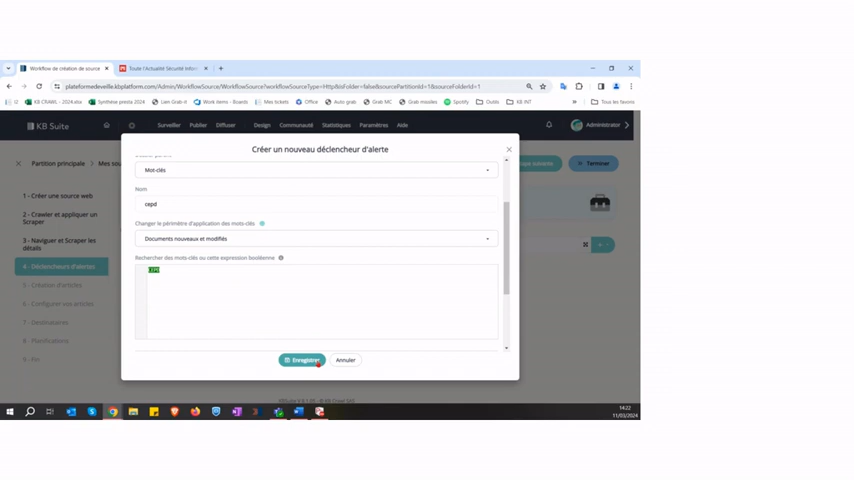 Workflow de création de source
Toute l'Actualité Sécurité Infor
plateformedeveille.kbplatform.com/Admin/WorkflowSource/WorkflowSource?workflowSourceType=Http&isFolder=false&sourcePartitionId=1&sourceFolderId=1
KB CRAWL - 2024.xlsx
Synthese presta 2024
Lien Grab-It
Work items - Boards
Mes tickets
Office
Auto grab
Grab MC
Grab missiles
Spotify
Outils
KB INT
Tous les favoris
KB Suite
Surveiller
Publier
Diffuser
Design
Communauté
Statistiques
Paramètres
Aide
Administrator
Créer un nouveau déclencheur d'alerte
Partition principale > Mes sou
Étape suivante
Terminer
Mot-clés
Nom
1 - Créer une source web
cepd
2 - Crawler et appliquer un
Scraper
Changer le périmètre d'application des mots-clés
3 - Naviguer et Scraper les
détails
Documents nouveaux et modifiés
Rechercher des mots-clés ou cette expression booléenne
4 - Déclencheurs d'alertes
CEPD
5 - Création d'articles
6 - Configurer vos articles
7 - Destinataires
8 - Planifications
9 - Fin
Enregistrer
Annuler
14:22
11/03/2024